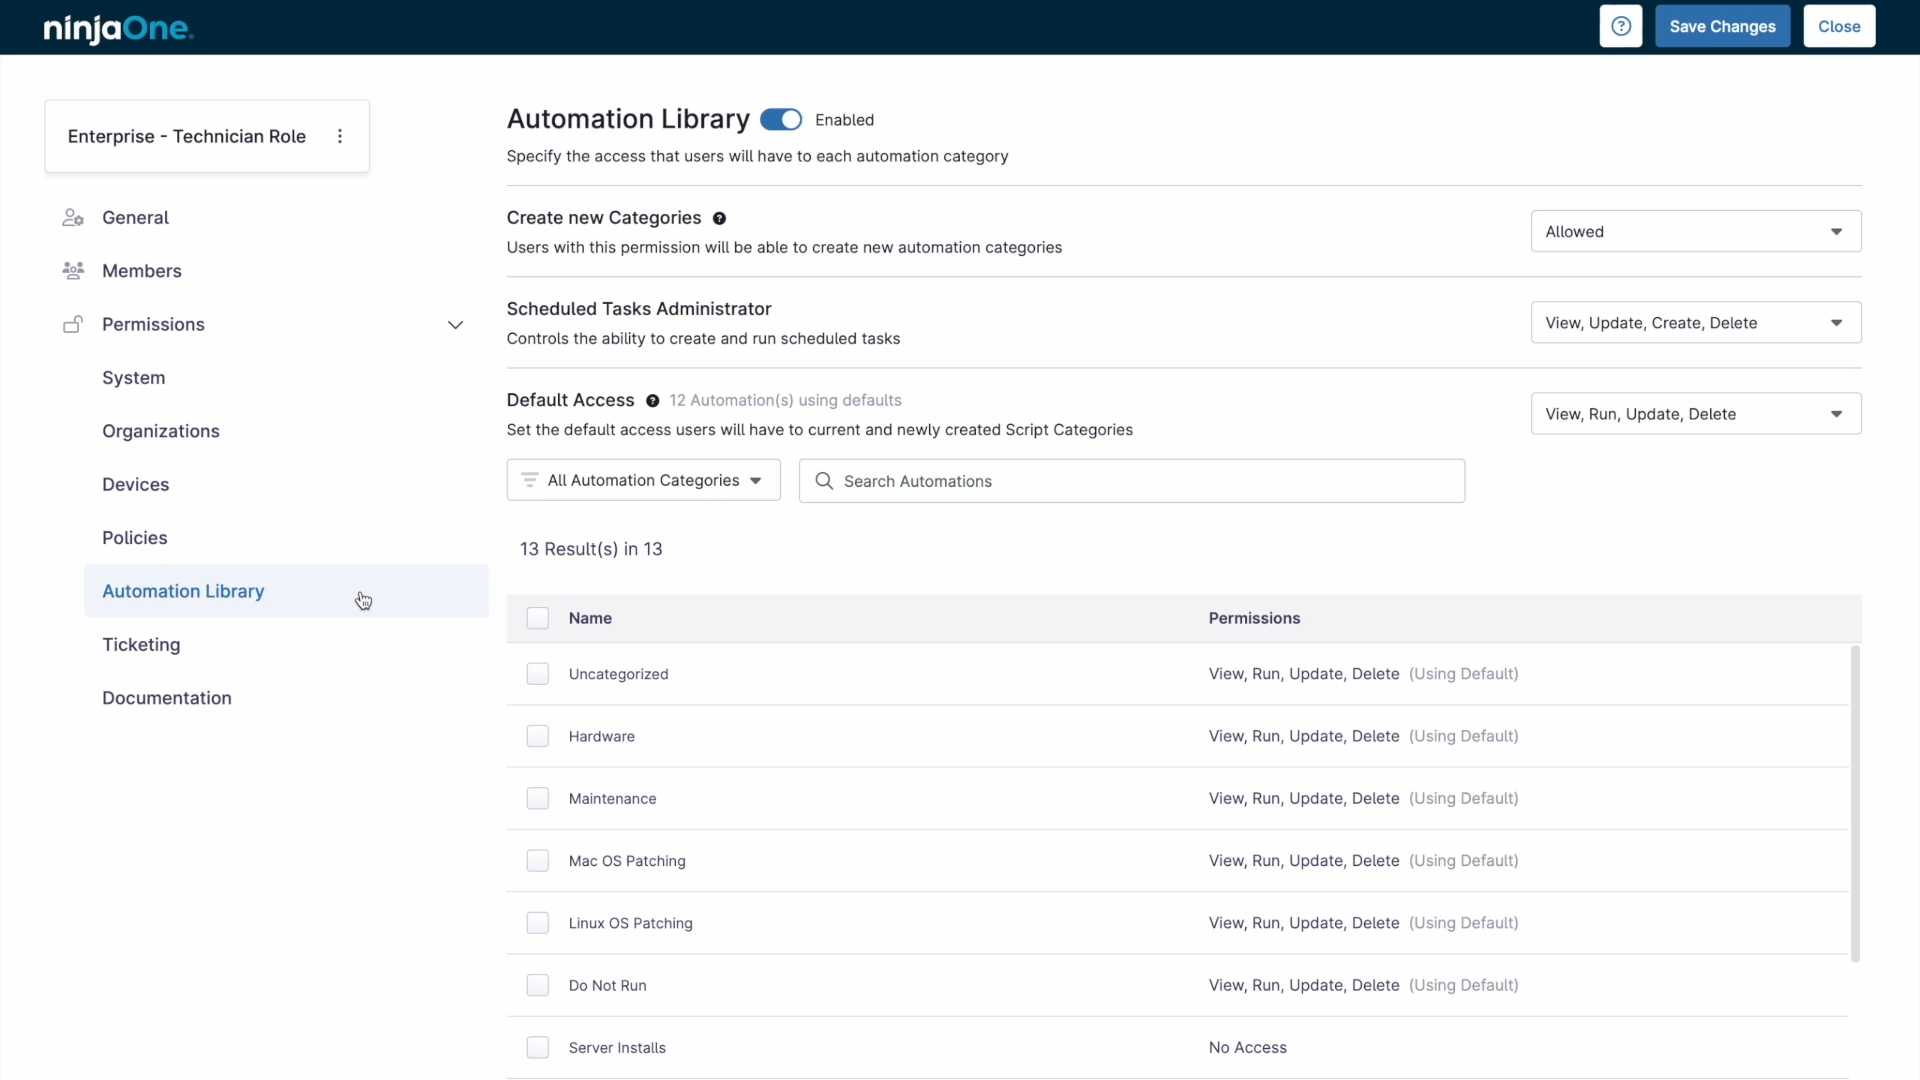 ninjaOne.
Save Changes
Close
Enterprise - Technician Role
General
Members
Permissions
System
Organizations
Devices
Policies
Automation Library
Ticketing
Documentation
Automation Library
Enabled
Specify the access that users will have to each automation category
Create new Categories
Users with this permission will be able to create new automation categories
Allowed
Scheduled Tasks Administrator
Controls the ability to create and run scheduled tasks
View, Update, Create, Delete
Default Access 12 Automation(s) using defaults
Set the default access users will have to current and newly created Script Categories
View, Run, Update, Delete
All Automation Categories
Search Automations
13 Result(s) in 13
Name Permissions
Uncategorized View, Run, Update, Delete (Using Default)
Hardware View, Run, Update, Delete (Using Default)
Maintenance View, Run, Update, Delete (Using Default)
Mac OS Patching View, Run, Update, Delete (Using Default)
Linux OS Patching View, Run, Update, Delete (Using Default)
Do Not Run View, Run, Update, Delete (Using Default)
Server Installs No Access